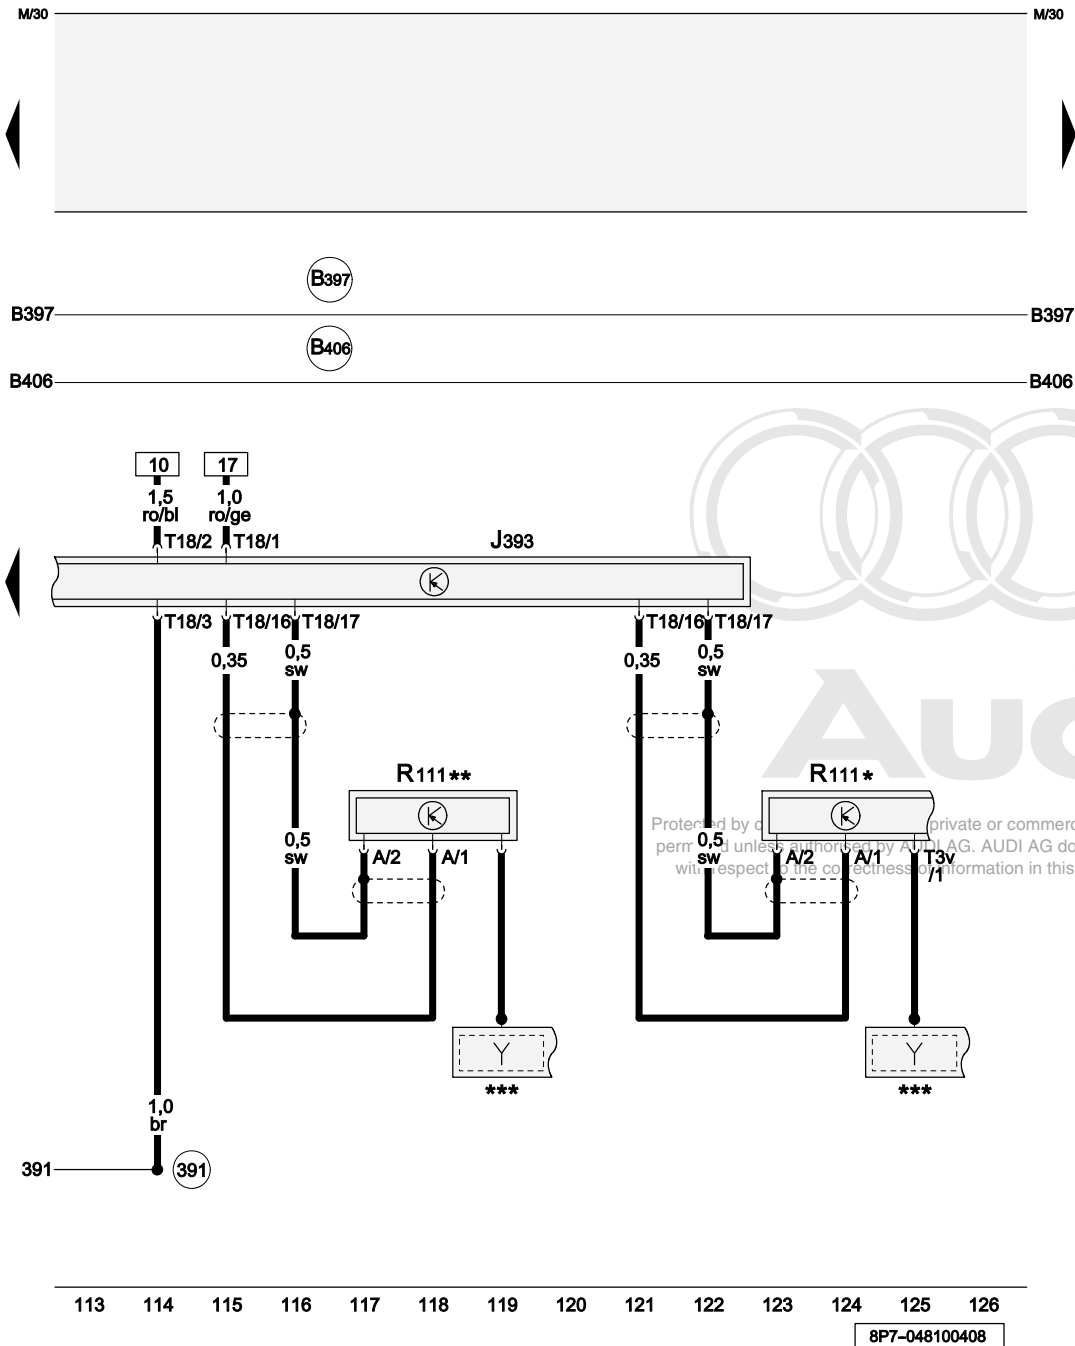 M/30 M/30
B397
B397 B397
B406
B406 B406
10 17
1,5 1,0
ro/bl ro/ge
T18/2 T18/1 J393
T18/3 T18/16 T18/17 T18/16 T18/17
0,35 0,5 0,35 0,5
sw sw
R111** R111*
Protected by private or commerc
0,5 0,5
sw sw
unless authorised by AUDI AG. AUDI AG do
A/2 A/1 A/2 A/1 T3v
/1
with respect to the correctness of information in this
*** ***
1,0
br
391 391
113 114 115 116 117 118 119 120 121 122 123 124 125 126
8P7-048100408